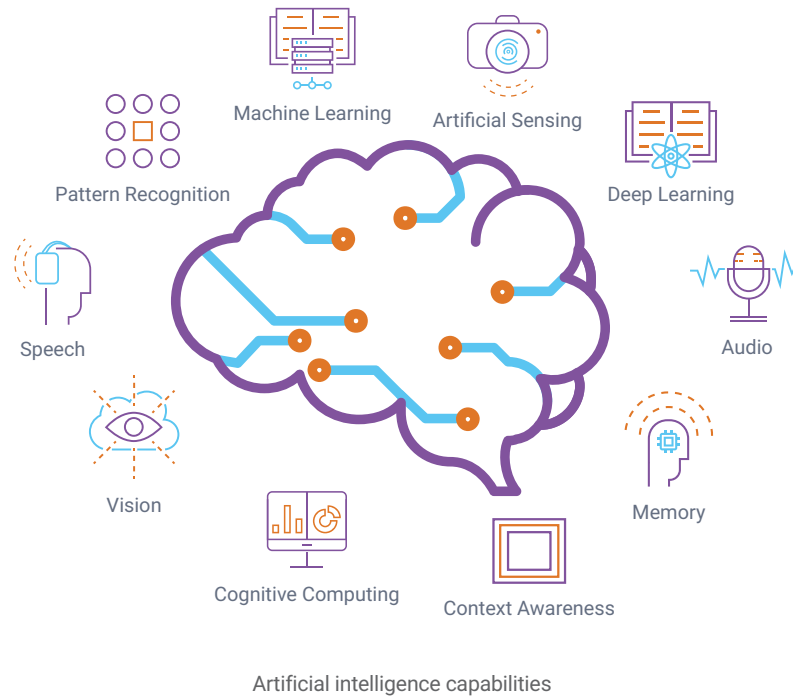 Machine Learning
Artificial Sensing
Pattern Recognition
Deep Learning
Speech
Audio
Vision
Memory
Cognitive Computing
Context Awareness
Artificial intelligence capabilities